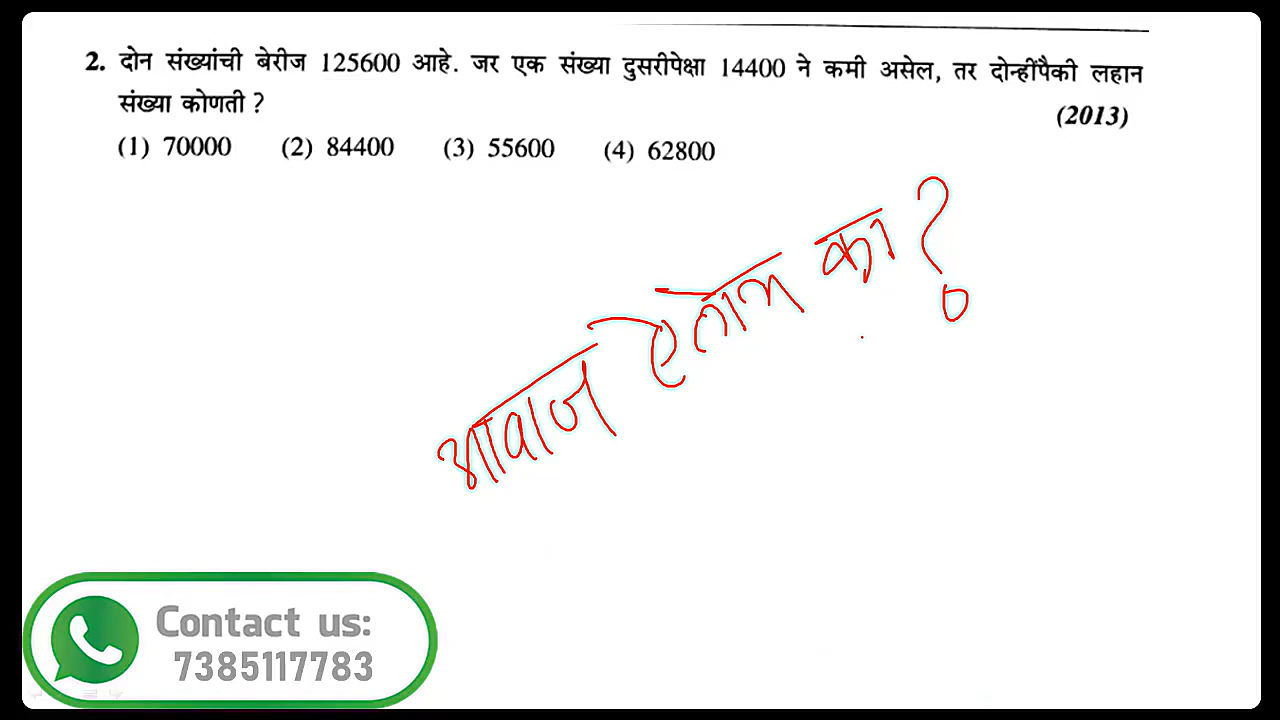 2. दोन संख्यांची बेरीज 125600 आहे. जर एक संख्या दुसरीपेक्षा 14400 ने कमी असेल, तर दोन्हींपैकी लहान
संख्या कोणती ? (2013)
(1) 70000 (2) 84400 (3) 55600 (4) 62800
आवाज का ?
Contact us:
7385117783